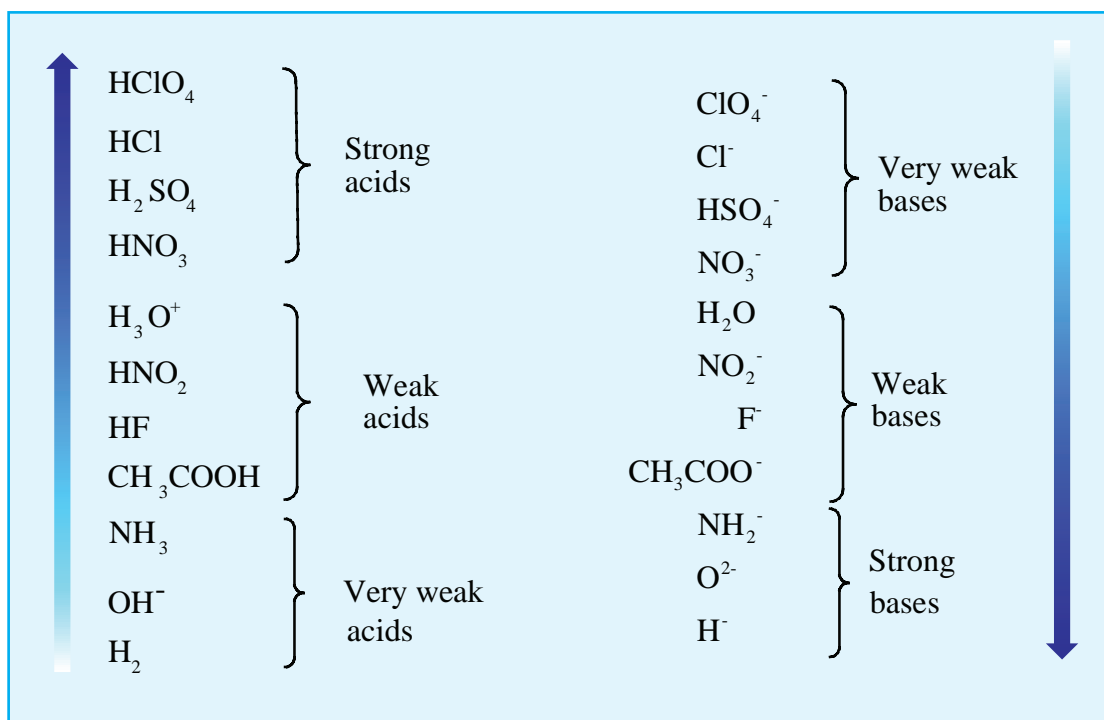 HClO₄
HCl
H₂SO₄
HNO₃
Strong
acids
H₃O⁺
HNO₂
HF
CH₃COOH
Weak
acids
NH₃
OH⁻
H₂
Very weak
acids
ClO₄⁻
Cl⁻
HSO₄⁻
NO₃⁻
Very weak
bases
H₂O
NO₂⁻
F⁻
CH₃COO⁻
Weak
bases
NH₂⁻
O²⁻
H⁻
Strong
bases